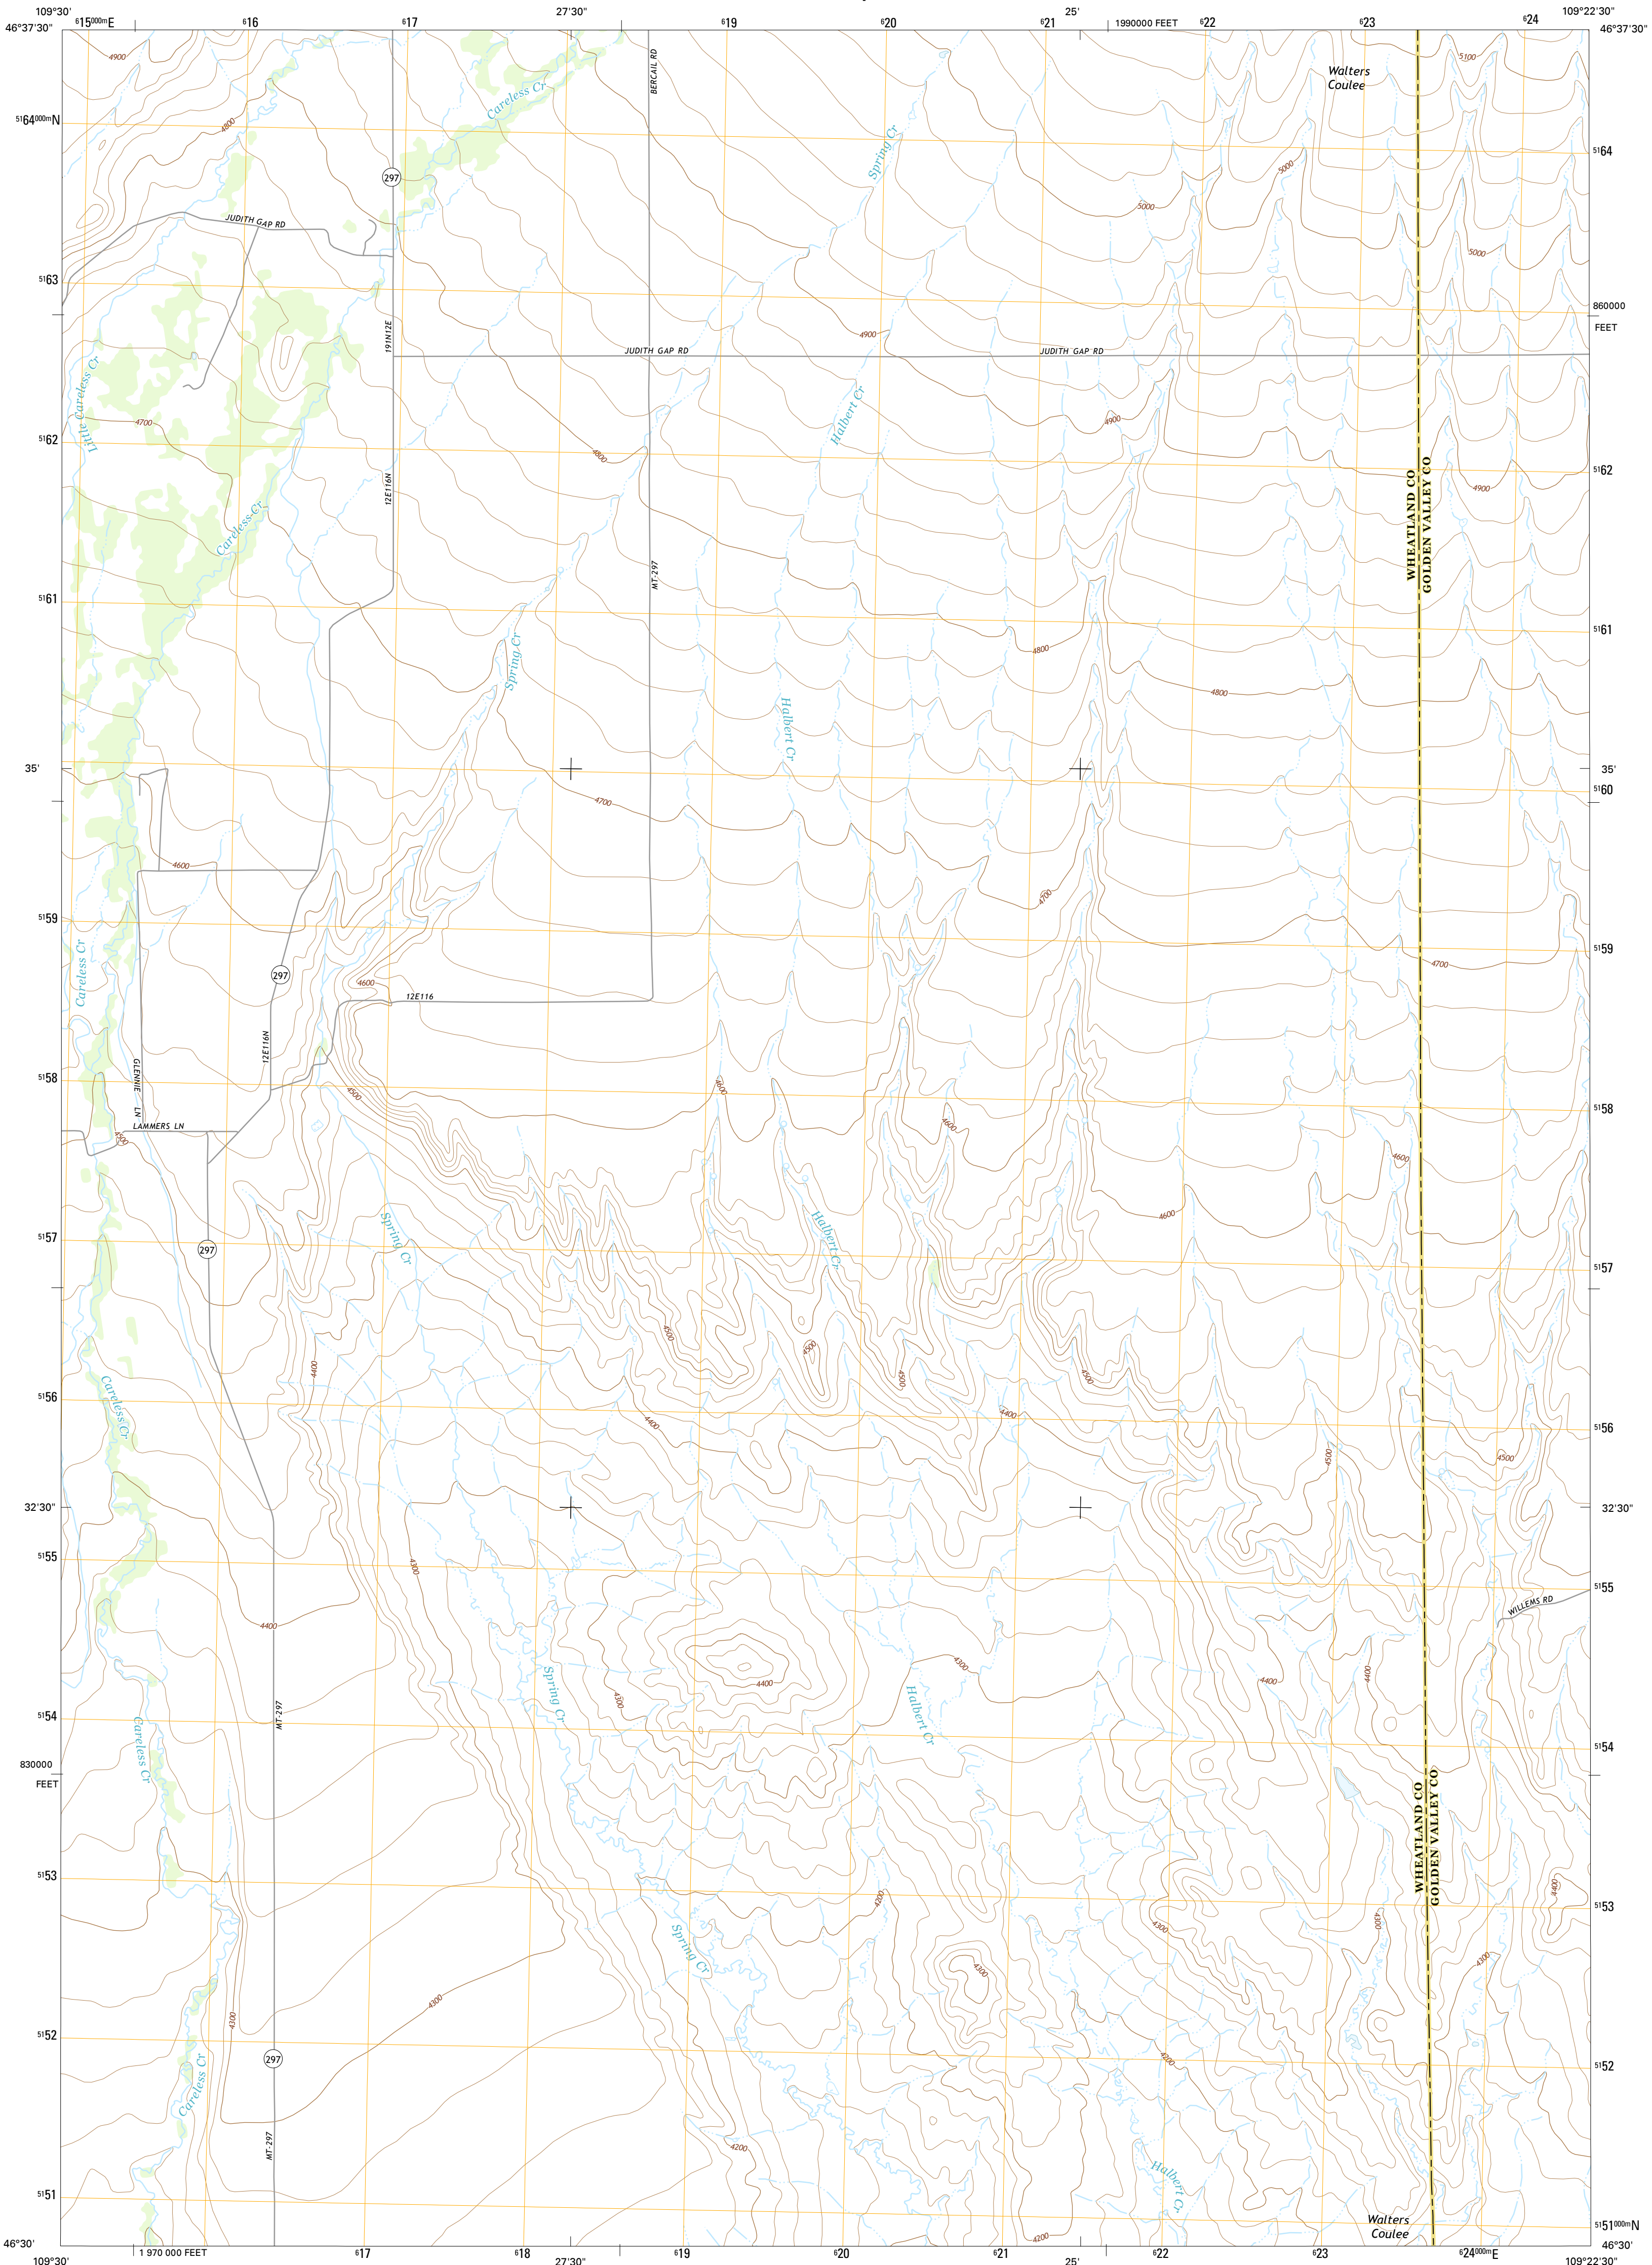 109°30'
⁶15⁰⁰⁰ᵐE
⁶16
⁶17
27'30"
⁶19
⁶20
⁶21
25'
1990000 FEET
⁶22
⁶23
⁶24
109°22'30"
46°37'30"
46°37'30"
4900
BERCAIL RD
Walters
Coulee
5100
Careless Cr
⁵¹64⁰⁰⁰ᵐN
4800
Spring Cr
⁵¹64
297
5000
5000
JUDITH GAP RD
5000
⁵¹63
860000
FEET
191N12E
4900
JUDITH GAP RD
JUDITH GAP RD
Little Careless Cr
Halbert Cr
4700
4900
⁵¹62
4800
⁵¹62
12E116N
4900
WHEATLAND CO
GOLDEN VALLEY CO
Careless Cr
MT-297
⁵¹61
⁵¹61
Spring Cr
4800
4800
Halbert Cr
35'
35'
⁵¹60
4700
4600
4700
⁵¹59
⁵¹59
Careless Cr
297
4600
4700
12E116
12E116N
GLENNIE LN
⁵¹58
4500
4600
⁵¹58
LAMMERS LN
4500
4600
4600
Spring Cr
Halbert Cr
4600
⁵¹57
297
⁵¹57
4500
4500
4400
4500
4500
⁵¹56
Careless Cr
4400
4400
⁵¹56
4500
4500
32'30"
32'30"
⁵¹55
4300
⁵¹55
WILLEMS RD
4400
4300
Spring Cr
4400
4400
4400
4300
Halbert Cr
MT-297
⁵¹54
Careless Cr
⁵¹54
830000
FEET
WHEATLAND CO
GOLDEN VALLEY CO
⁵¹53
4200
4400
⁵¹53
4300
4300
Spring Cr
4300
4300
4300
4300
⁵¹52
297
4200
⁵¹52
Careless Cr
MT-297
4200
Halbert Cr
⁵¹51
Walters
Coulee
⁵¹51⁰⁰⁰ᵐN
4200
46°30'
46°30'
109°30'
1 970 000 FEET
⁶17
⁶18
27'30"
⁶19
⁶20
⁶21
25'
⁶22
⁶23
⁶24⁰⁰⁰ᵐE
109°22'30"